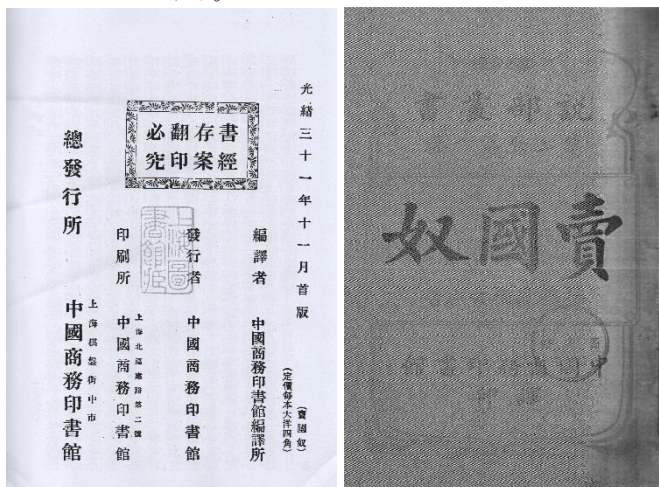 光緒三十一年十一月首版
(賣國奴)
(定價每本大洋四角)
書經
存案
翻印
必究
編譯者 中國商務印書館編譯所
發行者 中國商務印書館
印刷所
上海北福建路第二號
中國商務印書館
總發行所
上海棋盤街中市
中國商務印書館
說部叢書
賣國奴